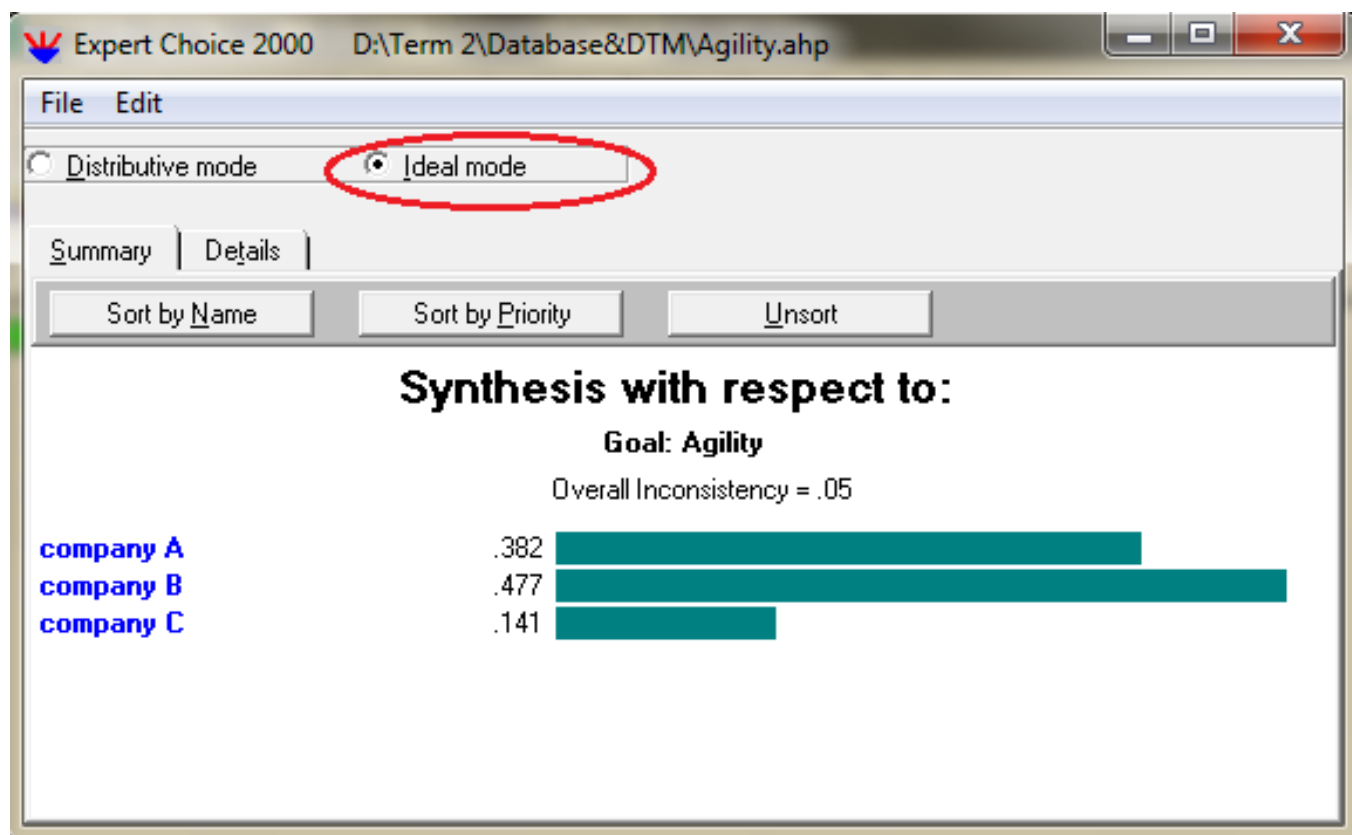 Expert Choice 2000 D:\Term 2\Database&DTM\Agility.ahp
File Edit
Distributive mode Ideal mode
Summary Details
Sort by Name Sort by Priority Unsort
Synthesis with respect to:
Goal: Agility
Overall Inconsistency = .05
company A .382
company B .477
company C .141